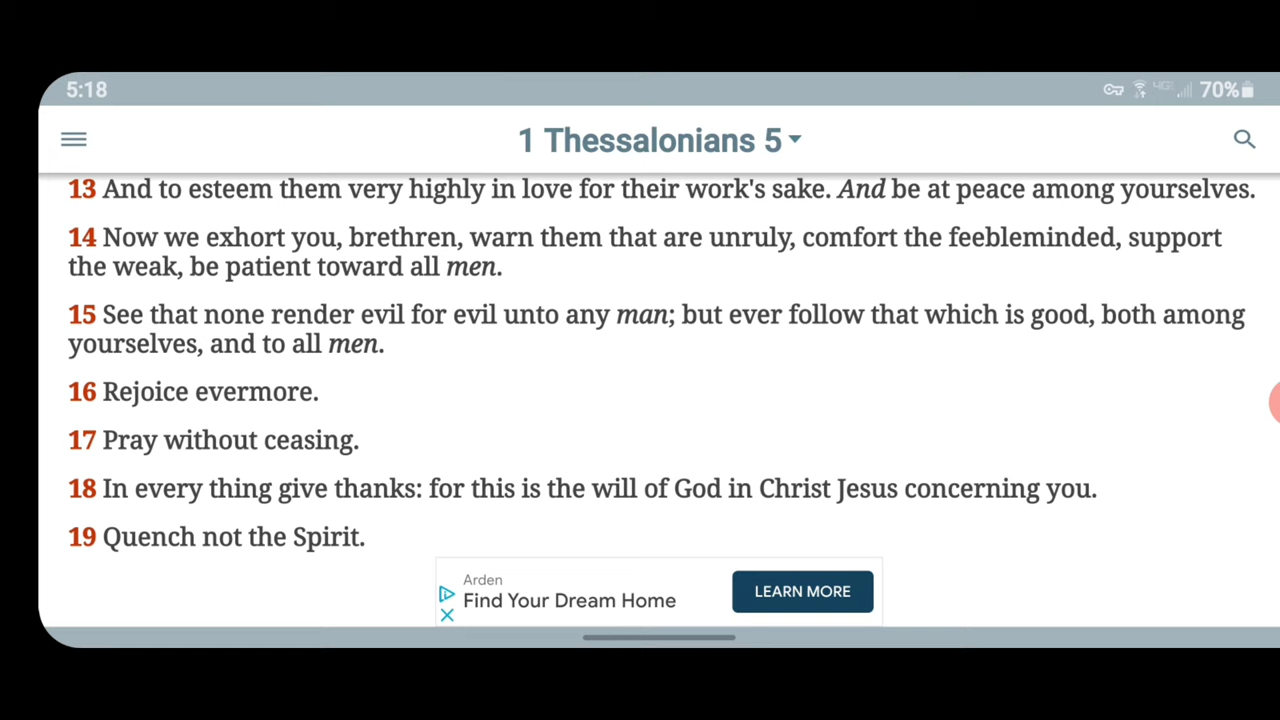 5:18 4G 70%
1 Thessalonians 5
13 And to esteem them very highly in love for their work's sake. And be at peace among yourselves.
14 Now we exhort you, brethren, warn them that are unruly, comfort the feebleminded, support
the weak, be patient toward all men.
15 See that none render evil for evil unto any man; but ever follow that which is good, both among
yourselves, and to all men.
16 Rejoice evermore.
17 Pray without ceasing.
18 In every thing give thanks: for this is the will of God in Christ Jesus concerning you.
19 Quench not the Spirit.
Arden
Find Your Dream Home
LEARN MORE